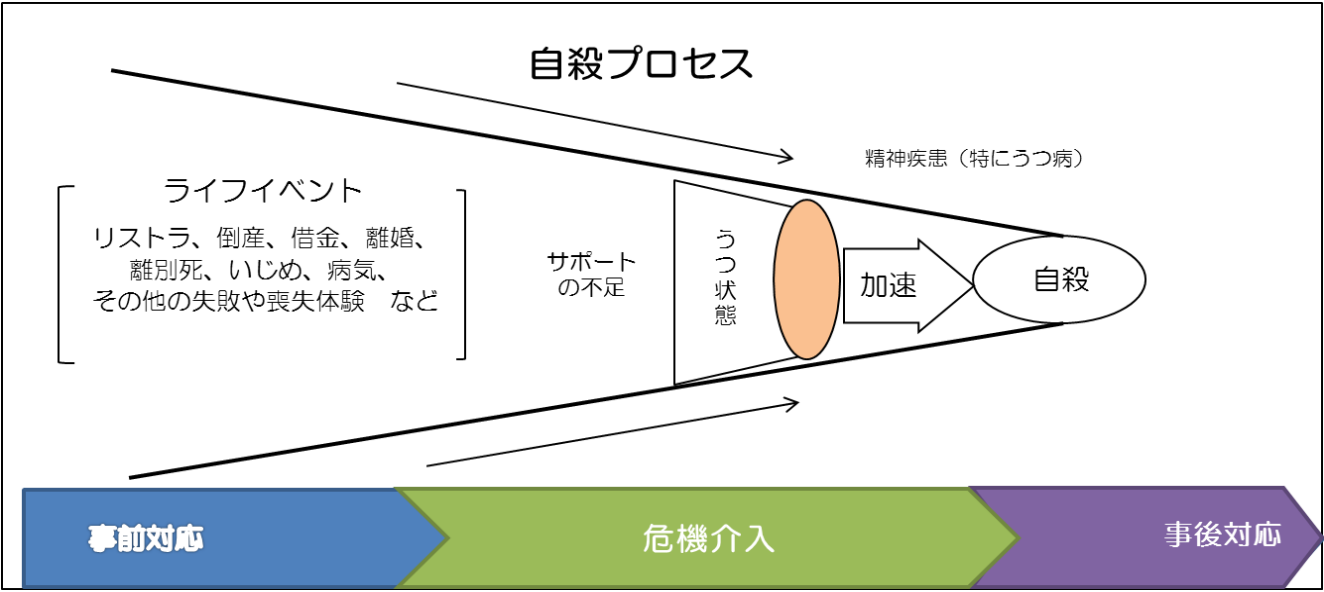 自殺プロセス
精神疾患（特にうつ病）
ライフイベント
リストラ、倒産、借金、離婚、
離別死、いじめ、病気、
その他の失敗や喪失体験　など
サポート
の不足
うつ状態
加速
自殺
事前対応
危機介入
事後対応